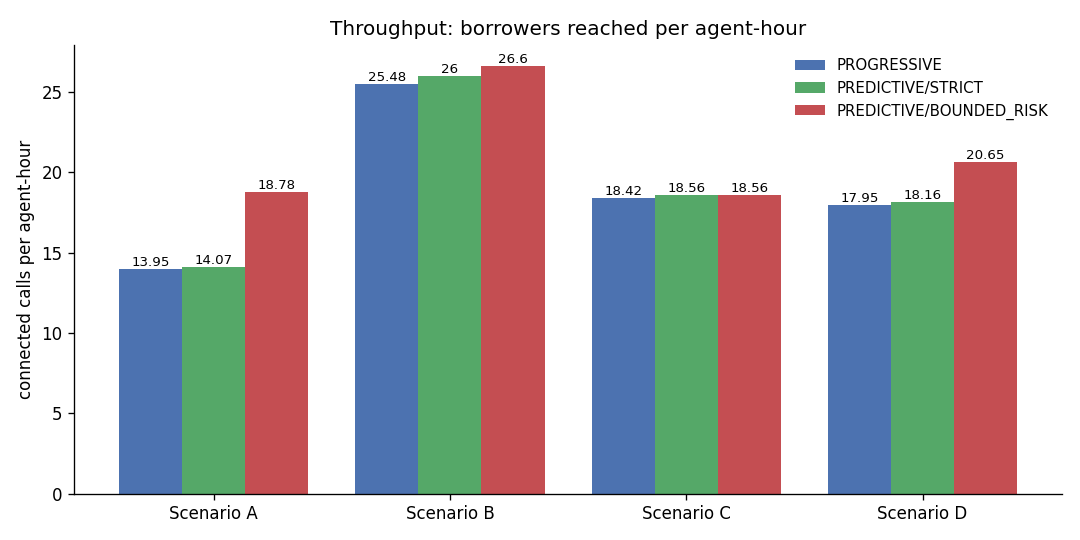 Throughput: borrowers reached per agent-hour
PROGRESSIVE
PREDICTIVE/STRICT
PREDICTIVE/BOUNDED_RISK
connected calls per agent-hour
25
20
15
10
5
0
13.95
14.07
18.78
25.48
26
26.6
18.42
18.56
18.56
17.95
18.16
20.65
Scenario A
Scenario B
Scenario C
Scenario D